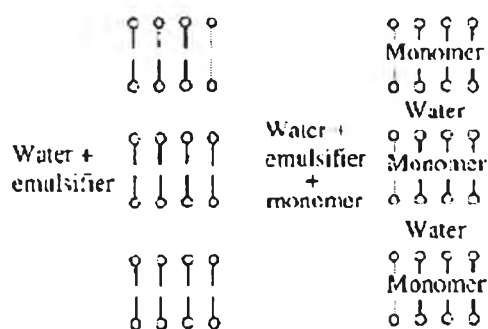 Monomer
Water
Water +
emulsifier
Water +
emulsifier
+
monomer
Monomer
Water
Monomer